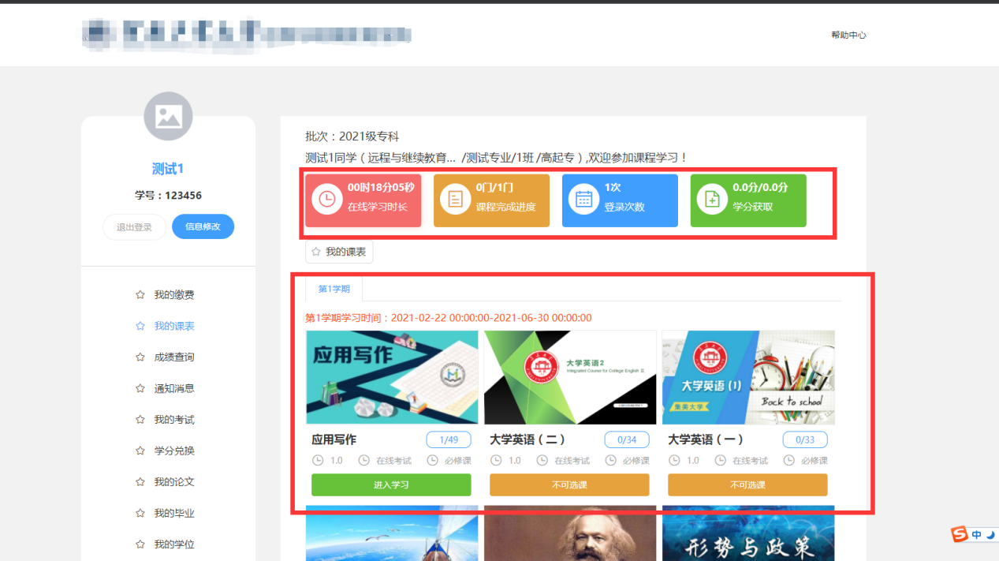 帮助中心
测试1
学号：123456
退出登录
信息修改
我的缴费
我的课表
成绩查询
通知消息
我的考试
学分兑换
我的论文
我的毕业
我的学位
批次：2021级专科
测试1同学（远程与继续教育... /测试专业/1班 /高起专）,欢迎参加课程学习！
00时18分05秒
在线学习时长
0门/1门
课程完成进度
1次
登录次数
0.0分/0.0分
学分获取
我的课表
第1学期
第1学期学习时间：2021-02-22 00:00:00-2021-06-30 00:00:00
应用写作
应用写作 1/49
1.0 在线考试 必修课
进入学习
大学英语2
Integrated Course for College English II
大学英语（二） 0/34
1.0 在线考试 必修课
不可选课
大学英语 (1)
集美大学
Back to school
大学英语（一） 0/33
1.0 在线考试 必修课
不可选课
形势与政策
S 中